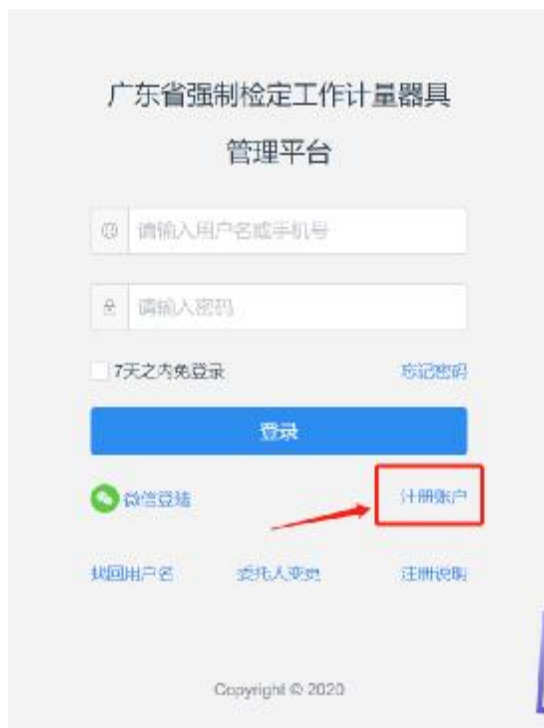 广东省强制检定工作计量器具
管理平台
请输入用户名或手机号
请输入密码
7天之内免登录 忘记密码
登录
微信登陆 注册账户
找回用户名 委托人变更 注册说明
Copyright © 2020